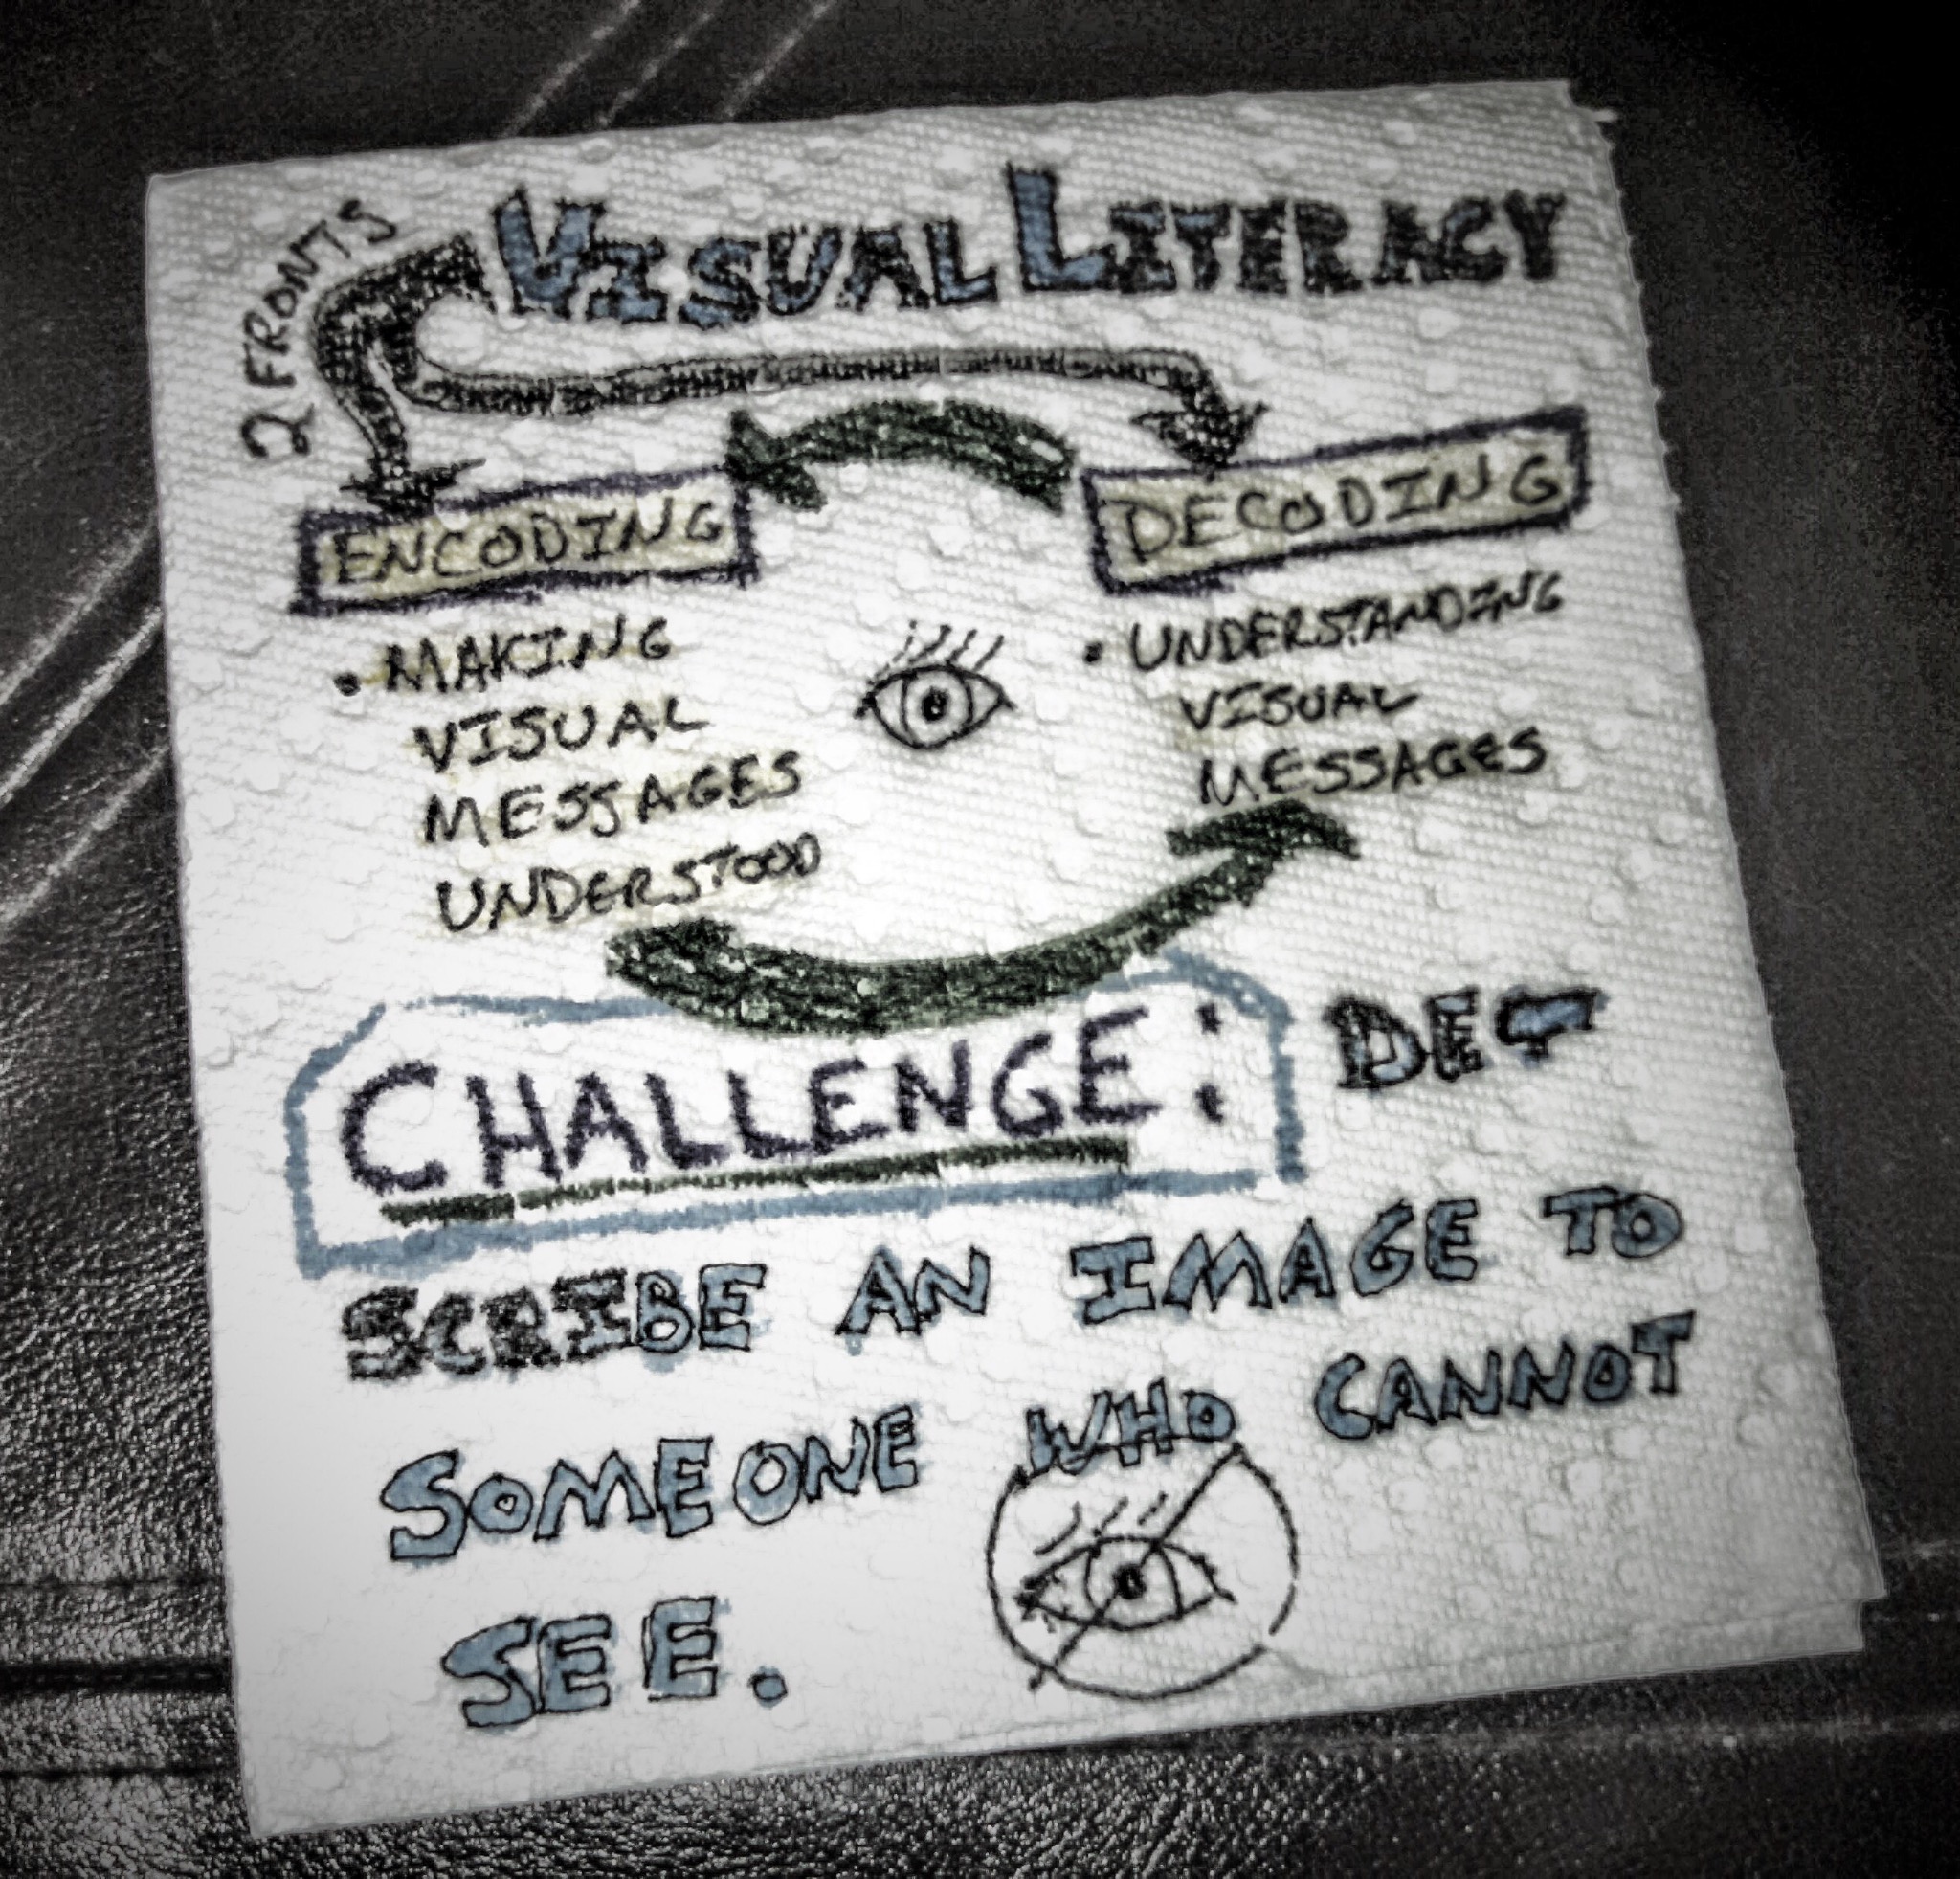 2 FRONTS
VISUAL LITERACY
ENCODING
• MAKING
VISUAL
MESSAGES
UNDERSTOOD
DECODING
• UNDERSTANDING
VISUAL
MESSAGES
CHALLENGE: DE-
SCRIBE AN IMAGE TO
SOMEONE WHO CANNOT
SEE.